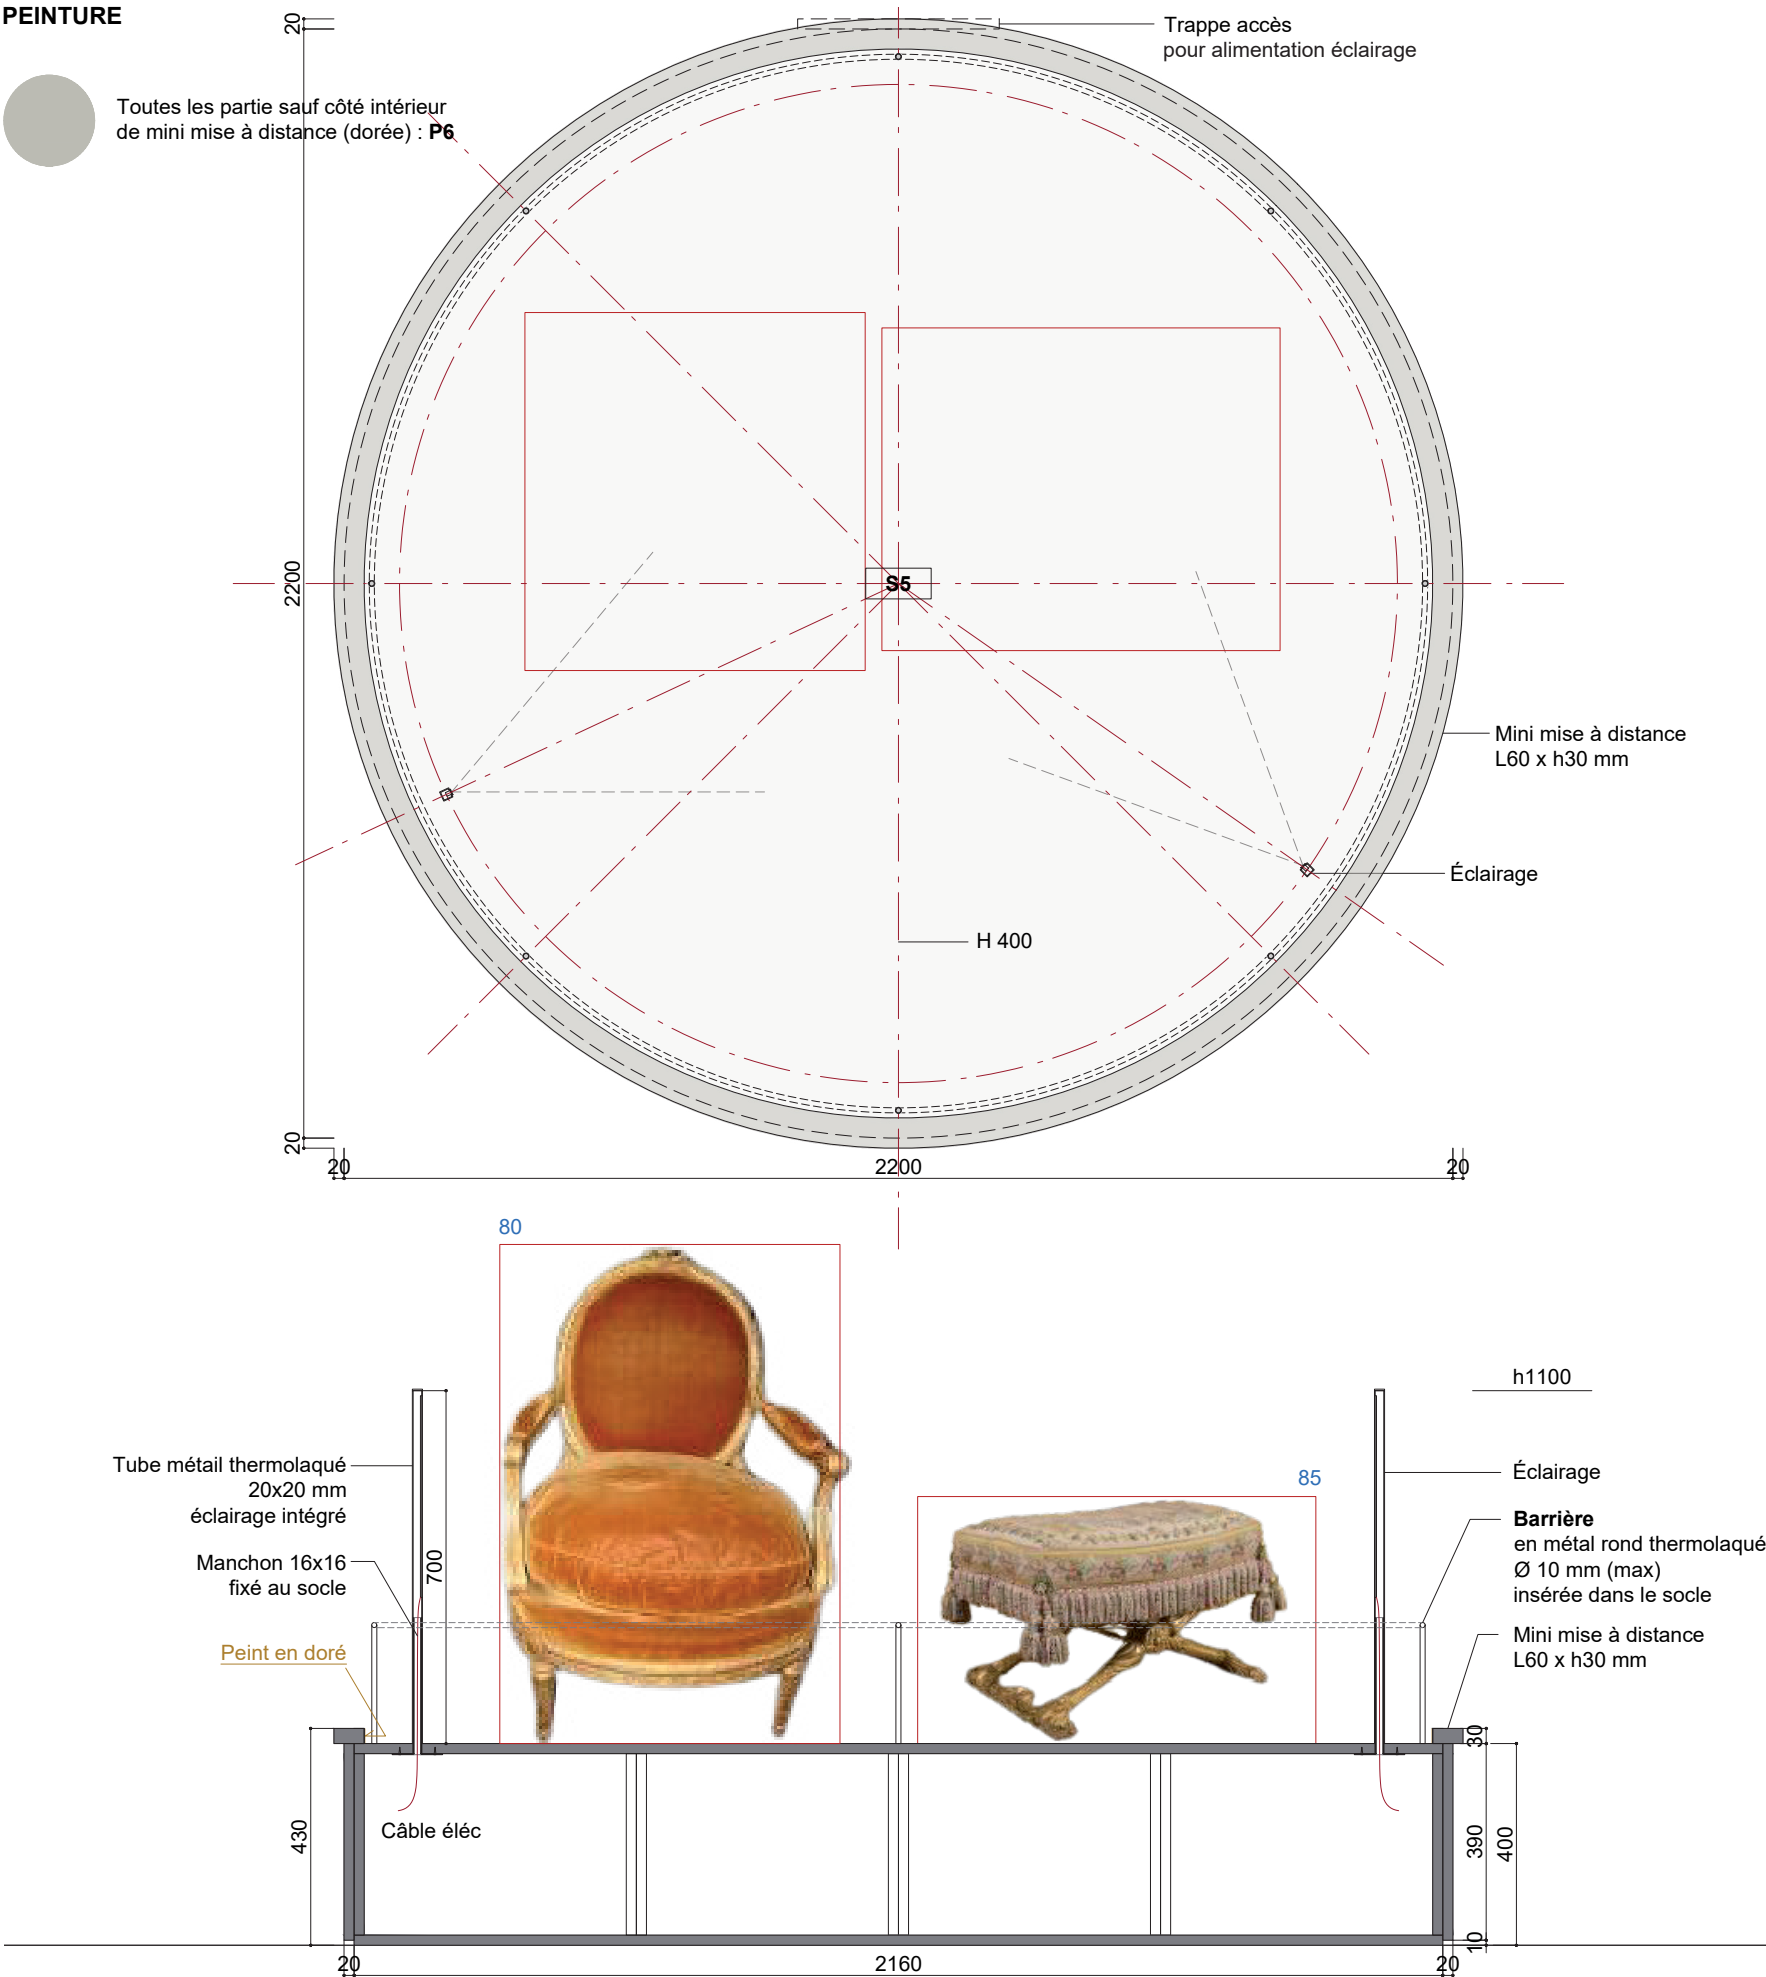 PEINTURE
Toutes les partie sauf côté intérieur
de mini mise à distance (dorée) : P6
20
Trappe accès
pour alimentation éclairage
2200
S5
Mini mise à distance
L60 x h30 mm
Éclairage
H 400
20
20
2200
20
80
h1100
Tube métail thermolaqué
20x20 mm
éclairage intégré
85
Éclairage
Barrière
en métal rond thermolaqué
Ø 10 mm (max)
insérée dans le socle
Manchon 16x16
fixé au socle
700
Peint en doré
Mini mise à distance
L60 x h30 mm
30
430
Câble éléc
390
400
10
20
2160
20